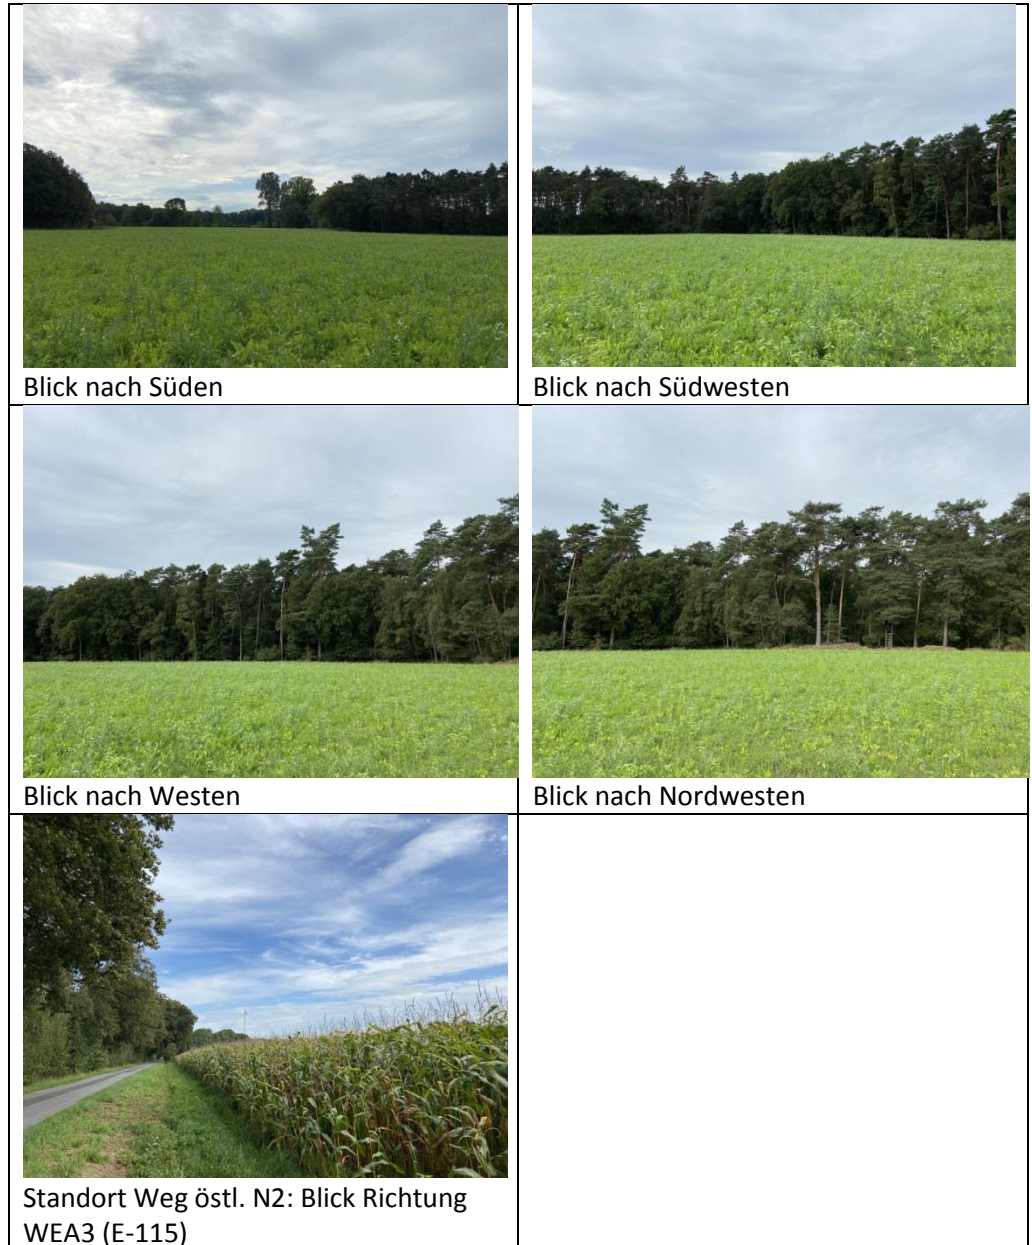 Blick nach Süden
Blick nach Südwesten
Blick nach Westen
Blick nach Nordwesten
Standort Weg östl. N2: Blick Richtung
WEA3 (E-115)